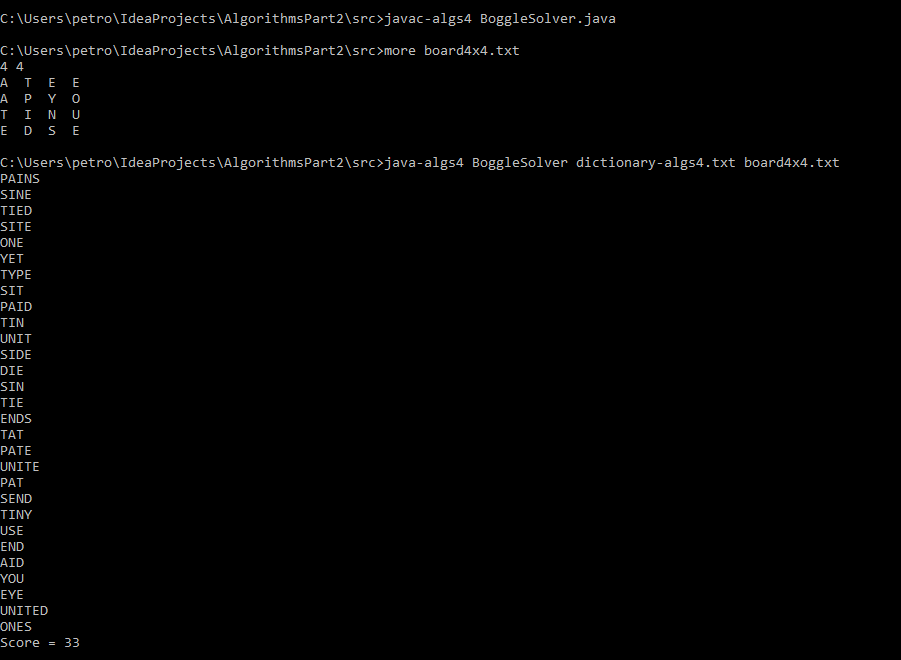 C:\Users\petro\IdeaProjects\AlgorithmsPart2\src>javac-algs4 BoggleSolver.java
C:\Users\petro\IdeaProjects\AlgorithmsPart2\src>more board4x4.txt
4 4
A  T  E  E
A  P  Y  O
T  I  N  U
E  D  S  E
C:\Users\petro\IdeaProjects\AlgorithmsPart2\src>java-algs4 BoggleSolver dictionary-algs4.txt board4x4.txt
PAINS
SINE
TIED
SITE
ONE
YET
TYPE
SIT
PAID
TIN
UNIT
SIDE
DIE
SIN
TIE
ENDS
TAT
PATE
UNITE
PAT
SEND
TINY
USE
END
AID
YOU
EYE
UNITED
ONES
Score = 33